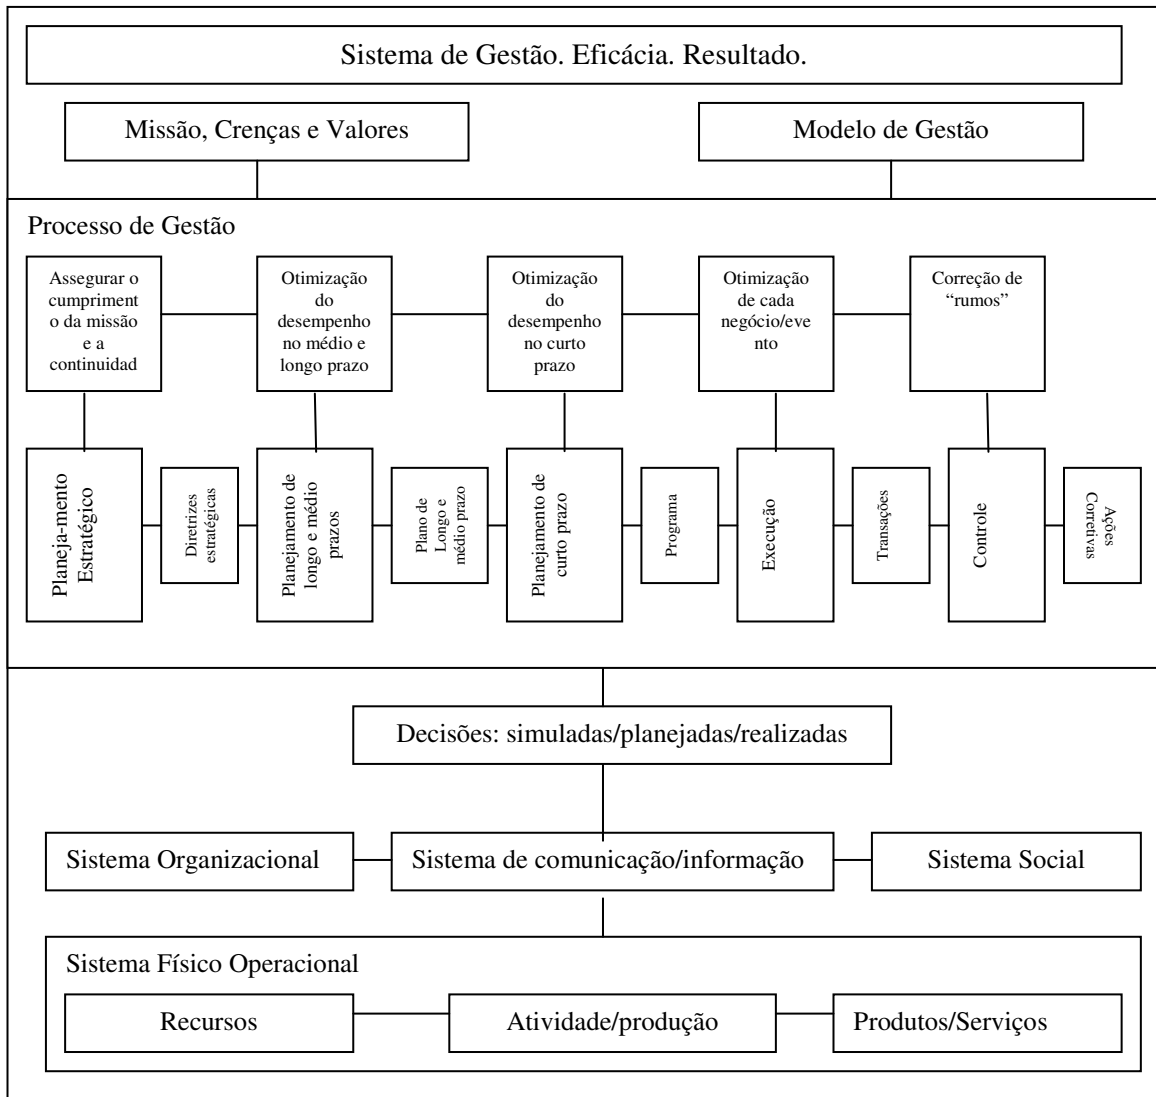 Sistema de Gestão. Eficácia. Resultado.
Missão, Crenças e Valores
Modelo de Gestão
Processo de Gestão
Assegurar o
cumpriment
o da missão
e a
continuidad
Otimização
do
desempenho
no médio e
longo prazo
Otimização
do
desempenho
no curto
prazo
Otimização
de cada
negócio/eve
nto
Correção de
“rumos”
Planeja-mento
Estratégico
Diretrizes
estratégicas
Planejamento de
longo e médio
prazos
Plano de
Longo e
médio prazo
Planejamento de
curto prazo
Programa
Execução
Transações
Controle
Ações
Corretivas
Decisões: simuladas/planejadas/realizadas
Sistema Organizacional
Sistema de comunicação/informação
Sistema Social
Sistema Físico Operacional
Recursos
Atividade/produção
Produtos/Serviços